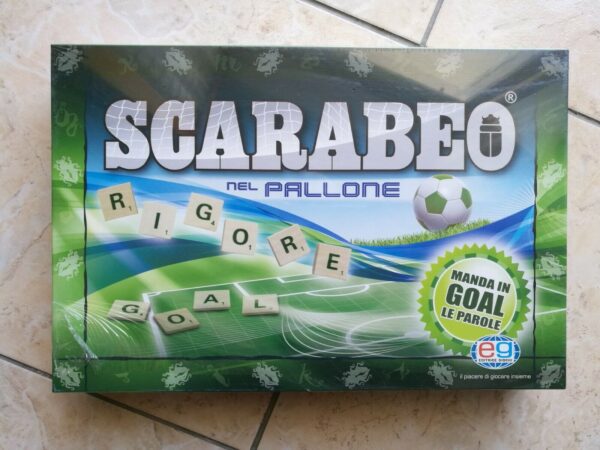 SCARABEO®
NEL PALLONE
RIGORE
GOAL
MANDA IN
GOAL
LE PAROLE
eg
EDITRICE GIOCHI
il piacere di giocare insieme